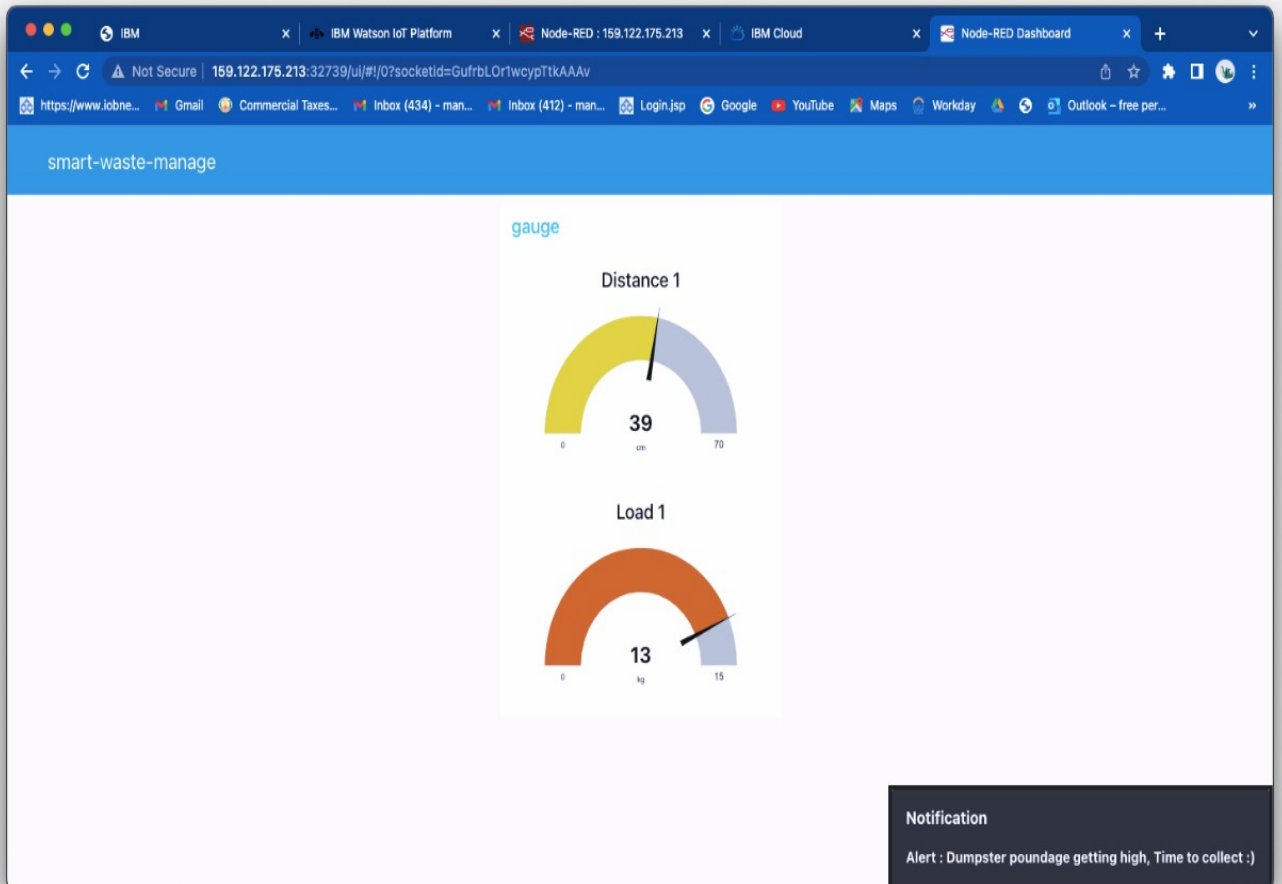 IBM
IBM Watson IoT Platform
Node-RED : 159.122.175.213
IBM Cloud
Node-RED Dashboard
Not Secure
159.122.175.213:32739/ui/#!/0?socketid=GufrbLOr1wcypTtkAAAv
https://www.iobne...
Gmail
Commercial Taxes...
Inbox (434) - man...
Inbox (412) - man...
Login.jsp
Google
YouTube
Maps
Workday
Outlook – free per...
smart-waste-manage
gauge
Distance 1
39
cm
0
70
Load 1
13
kg
0
15
Notification
Alert : Dumpster poundage getting high, Time to collect :)